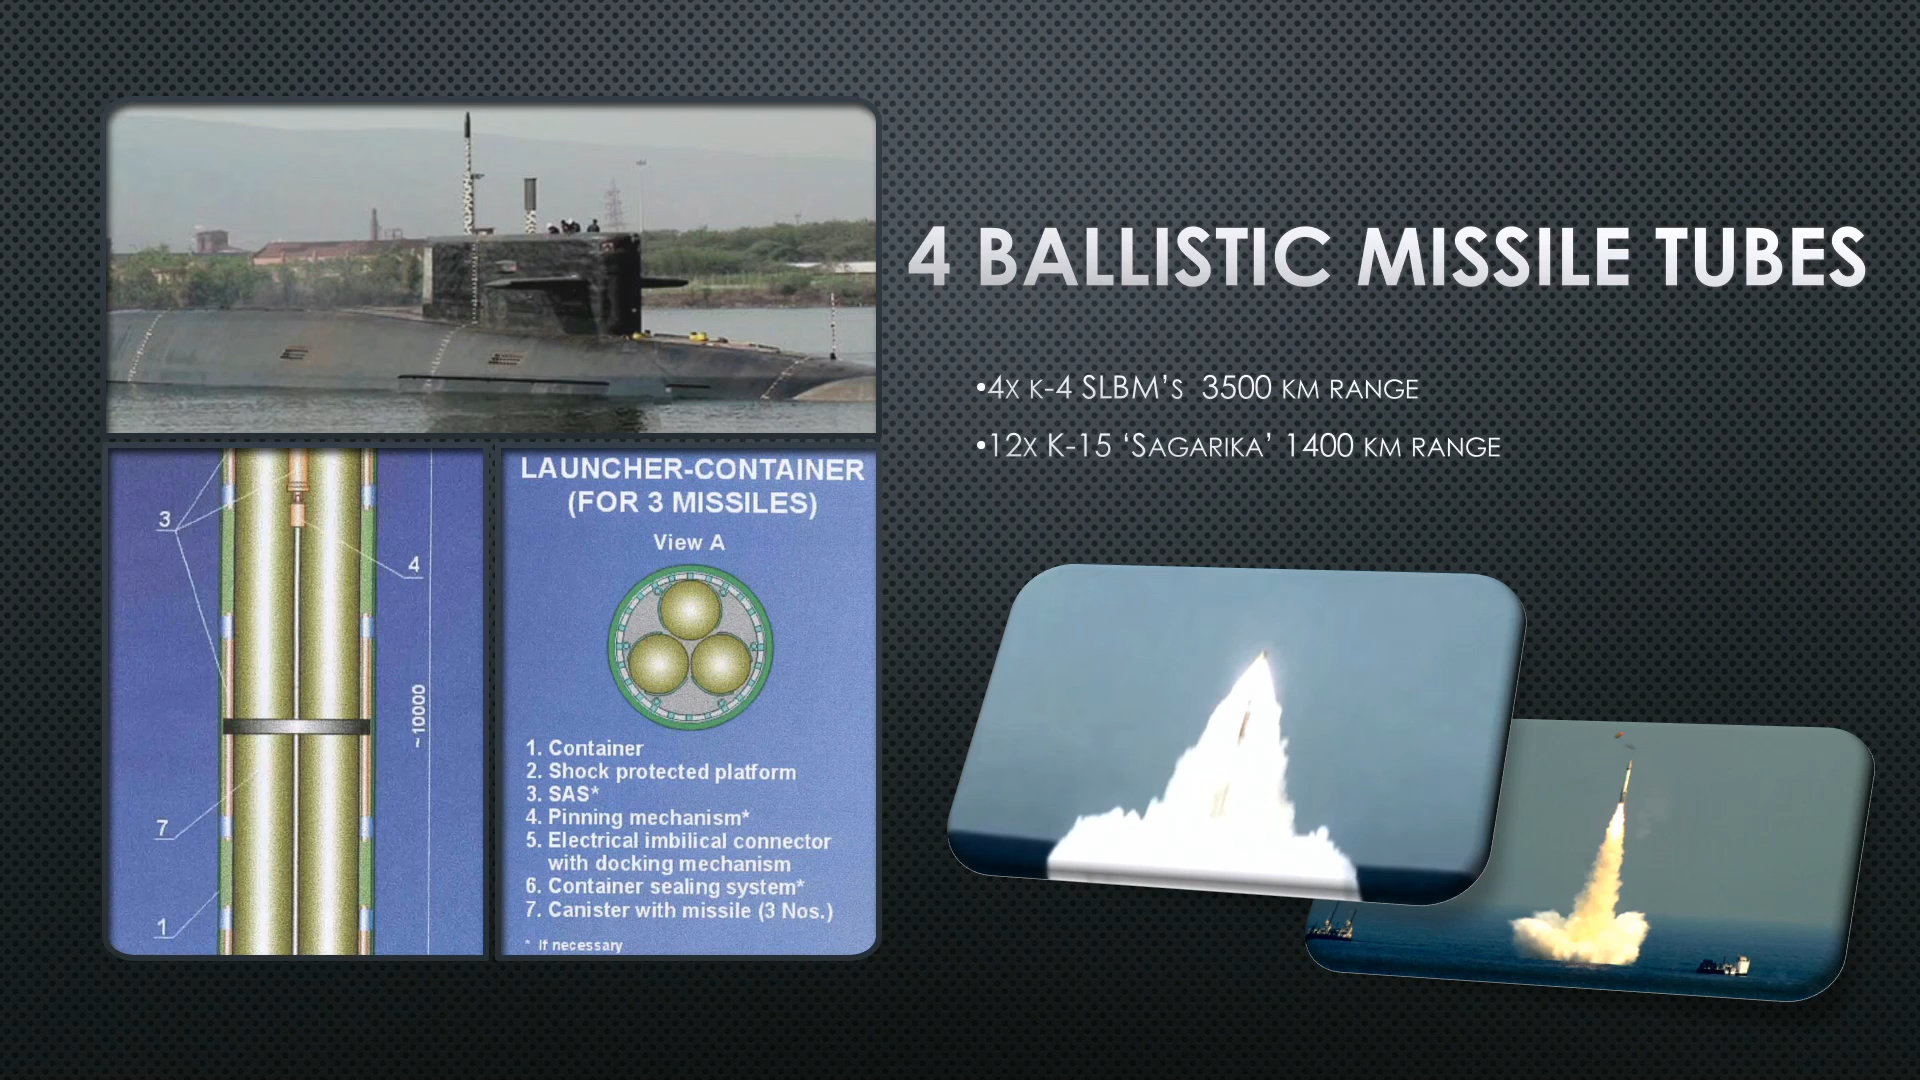 4 BALLISTIC MISSILE TUBES
•4X K-4 SLBM’S 3500 KM RANGE
•12X K-15 ‘SAGARIKA’ 1400 KM RANGE
3
4
~10000
7
1
LAUNCHER-CONTAINER
(FOR 3 MISSILES)
View A
1. Container
2. Shock protected platform
3. SAS*
4. Pinning mechanism*
5. Electrical imbilical connector
with docking mechanism
6. Container sealing system*
7. Canister with missile (3 Nos.)
* If necessary